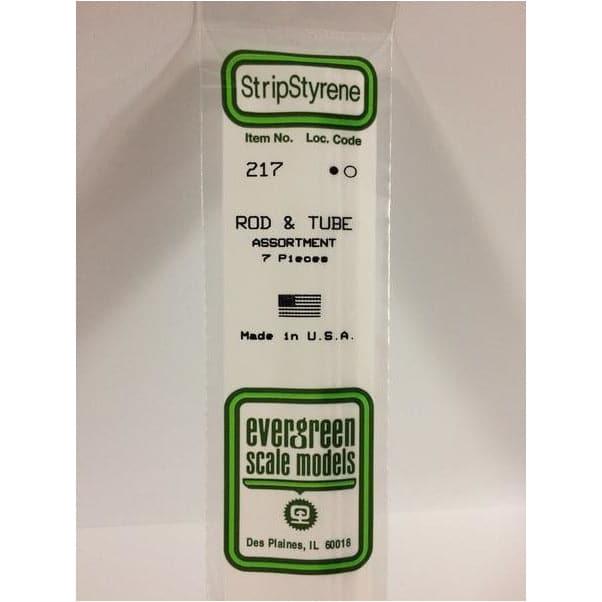 StripStyrene
Item No. Loc. Code
217 ●○
ROD & TUBE
ASSORTMENT
7 Pieces
Made in U.S.A.
evergreen
scale models
Des Plaines, IL 60018